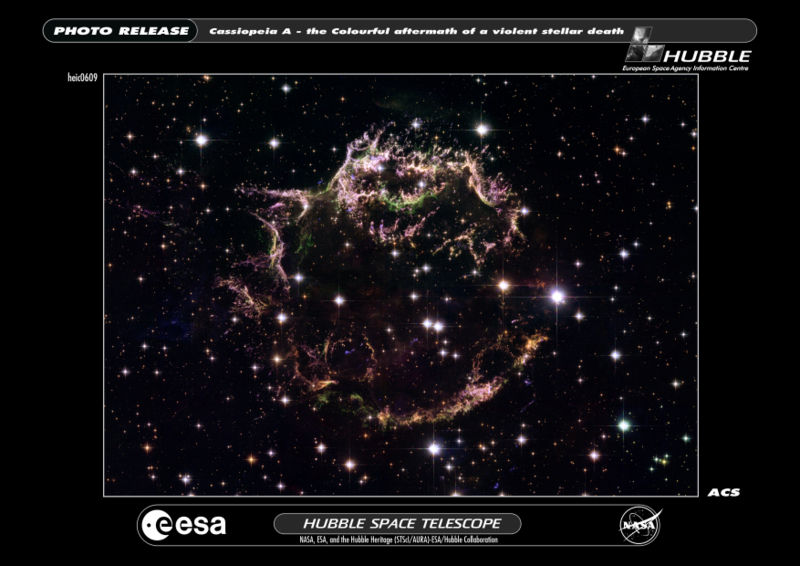 PHOTO RELEASE
Cassiopeia A - the Colourful aftermath of a violent stellar death
HUBBLE
European Space Agency Information Centre
heic0609
ACS
esa
HUBBLE SPACE TELESCOPE
NASA
NASA, ESA, and the Hubble Heritage (STScI/AURA)-ESA/Hubble Collaboration